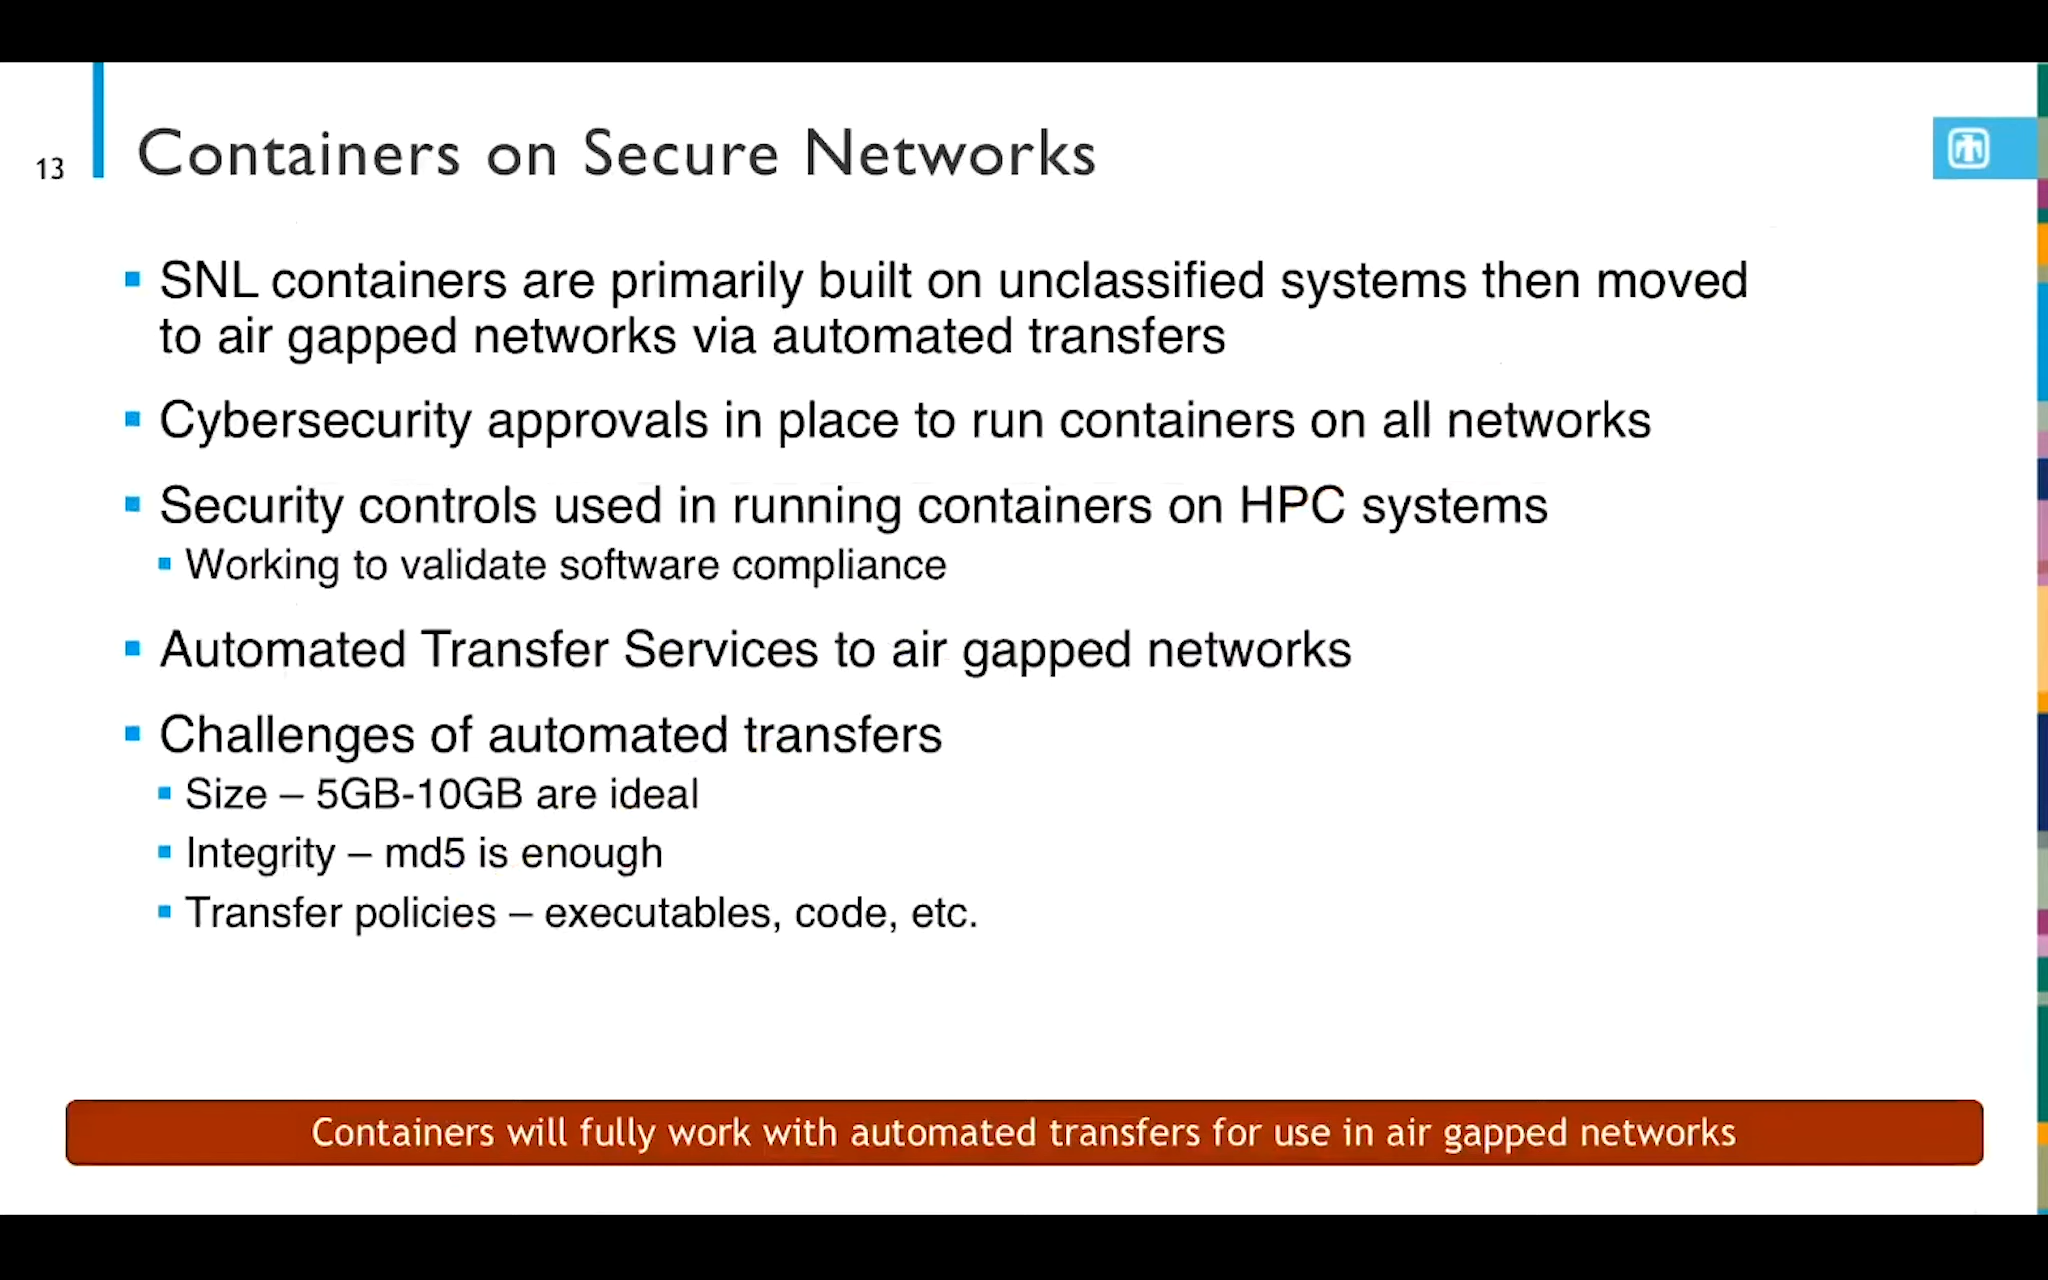 13
Containers on Secure Networks
SNL containers are primarily built on unclassified systems then moved
to air gapped networks via automated transfers
Cybersecurity approvals in place to run containers on all networks
Security controls used in running containers on HPC systems
Working to validate software compliance
Automated Transfer Services to air gapped networks
Challenges of automated transfers
Size – 5GB-10GB are ideal
Integrity – md5 is enough
Transfer policies – executables, code, etc.
Containers will fully work with automated transfers for use in air gapped networks